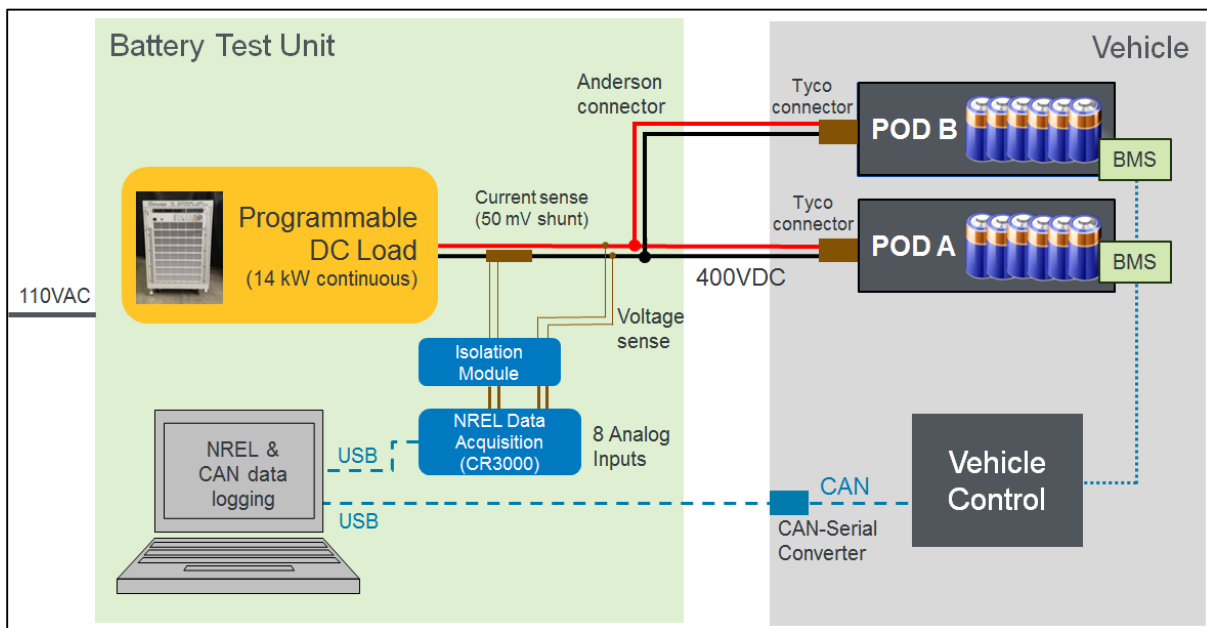 Battery Test Unit
Vehicle
Anderson
connector
Tyco
connector
POD B
BMS
Programmable
DC Load
(14 kW continuous)
Current sense
(50 mV shunt)
Tyco
connector
POD A
BMS
110VAC
400VDC
Voltage
sense
Isolation
Module
NREL Data
Acquisition
(CR3000)
8 Analog
Inputs
NREL &
CAN data
logging
USB
USB
CAN
CAN-Serial
Converter
Vehicle
Control